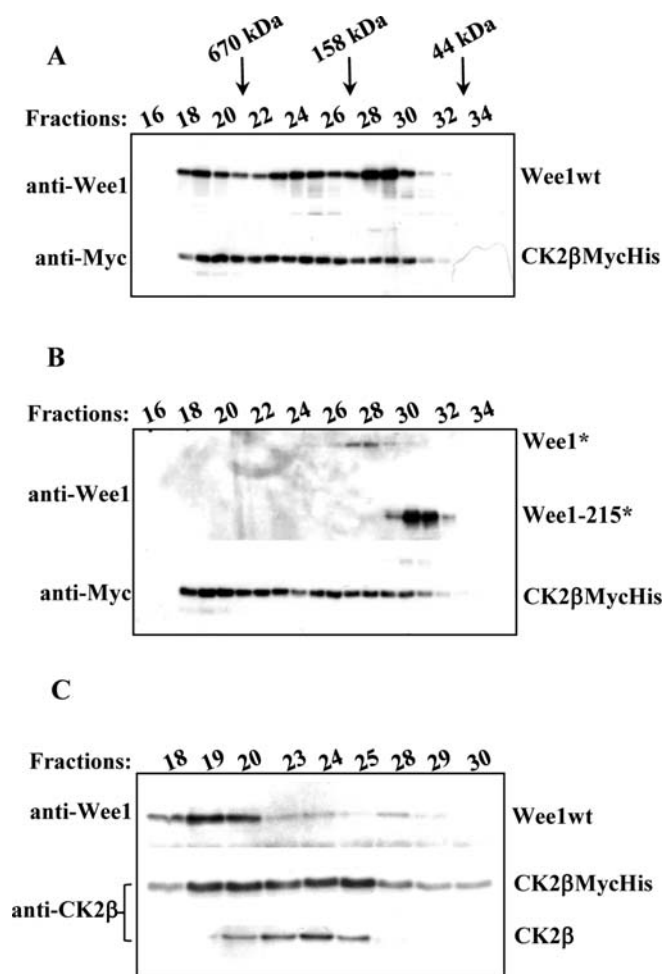 A
670 kDa 158 kDa 44 kDa
Fractions: 16 18 20 22 24 26 28 30 32 34
anti-Wee1 Wee1wt
anti-Myc CK2βMycHis
B
Fractions: 16 18 20 22 24 26 28 30 32 34
Wee1*
anti-Wee1
Wee1-215*
anti-Myc CK2βMycHis
C
Fractions: 18 19 20 23 24 25 28 29 30
anti-Wee1 Wee1wt
CK2βMycHis
anti-CK2β
CK2β